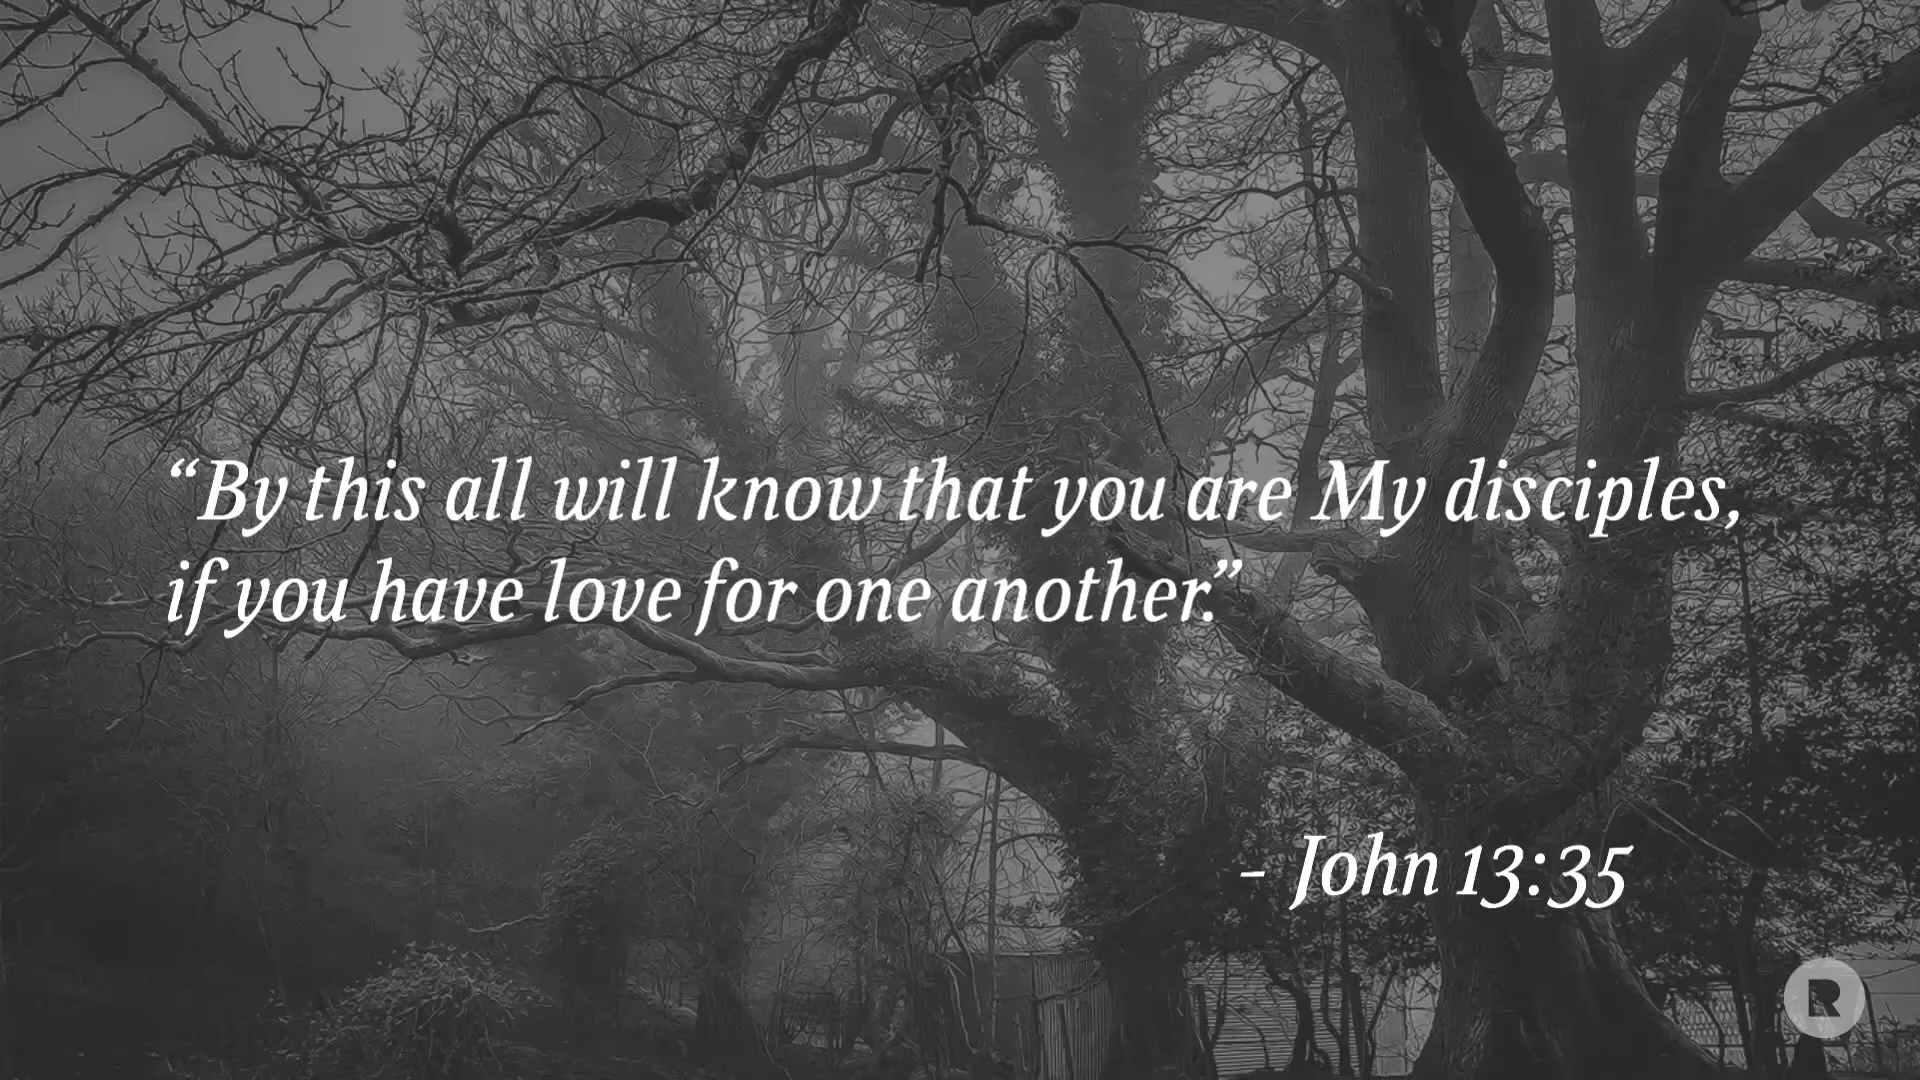 “By this all will know that you are My disciples,
if you have love for one another.”
- John 13:35
R